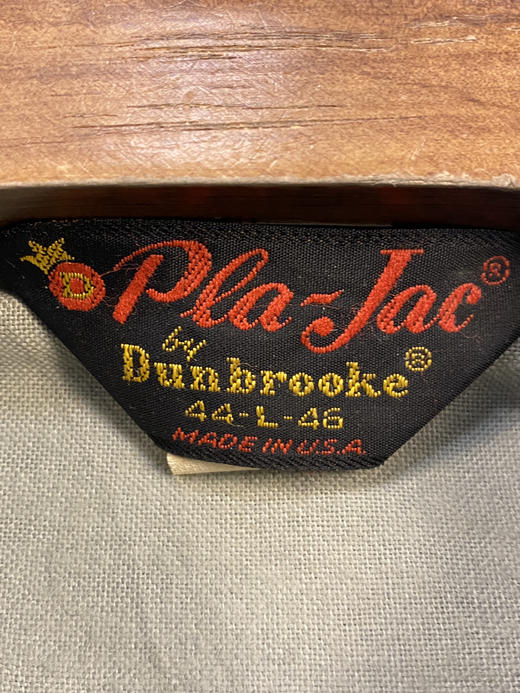 D Pla-Jac®
by
Dunbrooke®
44-L-46
MADE IN U.S.A.